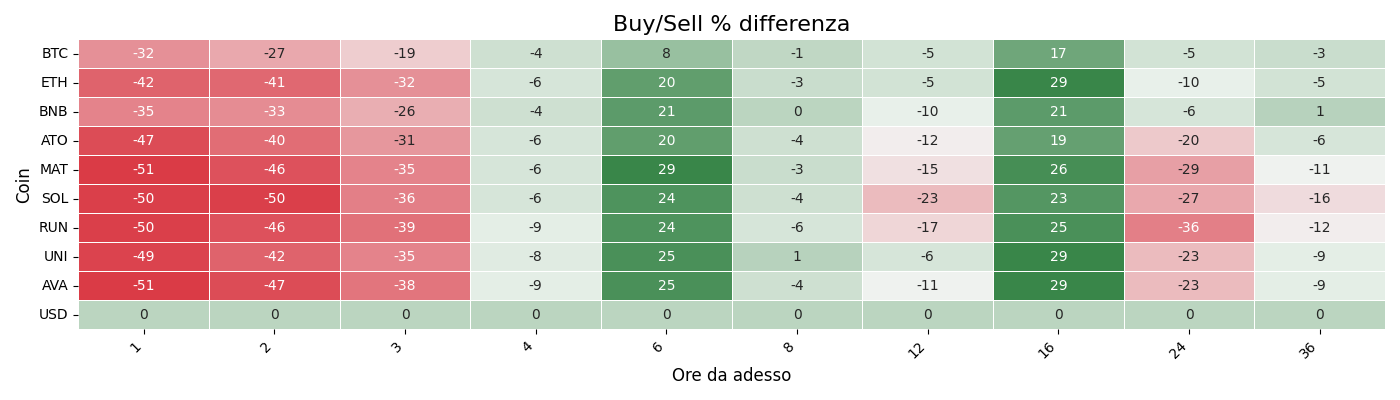 Buy/Sell % differenza
Coin
BTC -32 -27 -19 -4 8 -1 -5 17 -5 -3
ETH -42 -41 -32 -6 20 -3 -5 29 -10 -5
BNB -35 -33 -26 -4 21 0 -10 21 -6 1
ATO -47 -40 -31 -6 20 -4 -12 19 -20 -6
MAT -51 -46 -35 -6 29 -3 -15 26 -29 -11
SOL -50 -50 -36 -6 24 -4 -23 23 -27 -16
RUN -50 -46 -39 -9 24 -6 -17 25 -36 -12
UNI -49 -42 -35 -8 25 1 -6 29 -23 -9
AVA -51 -47 -38 -9 25 -4 -11 29 -23 -9
USD 0 0 0 0 0 0 0 0 0 0
1 2 3 4 6 8 12 16 24 36
Ore da adesso